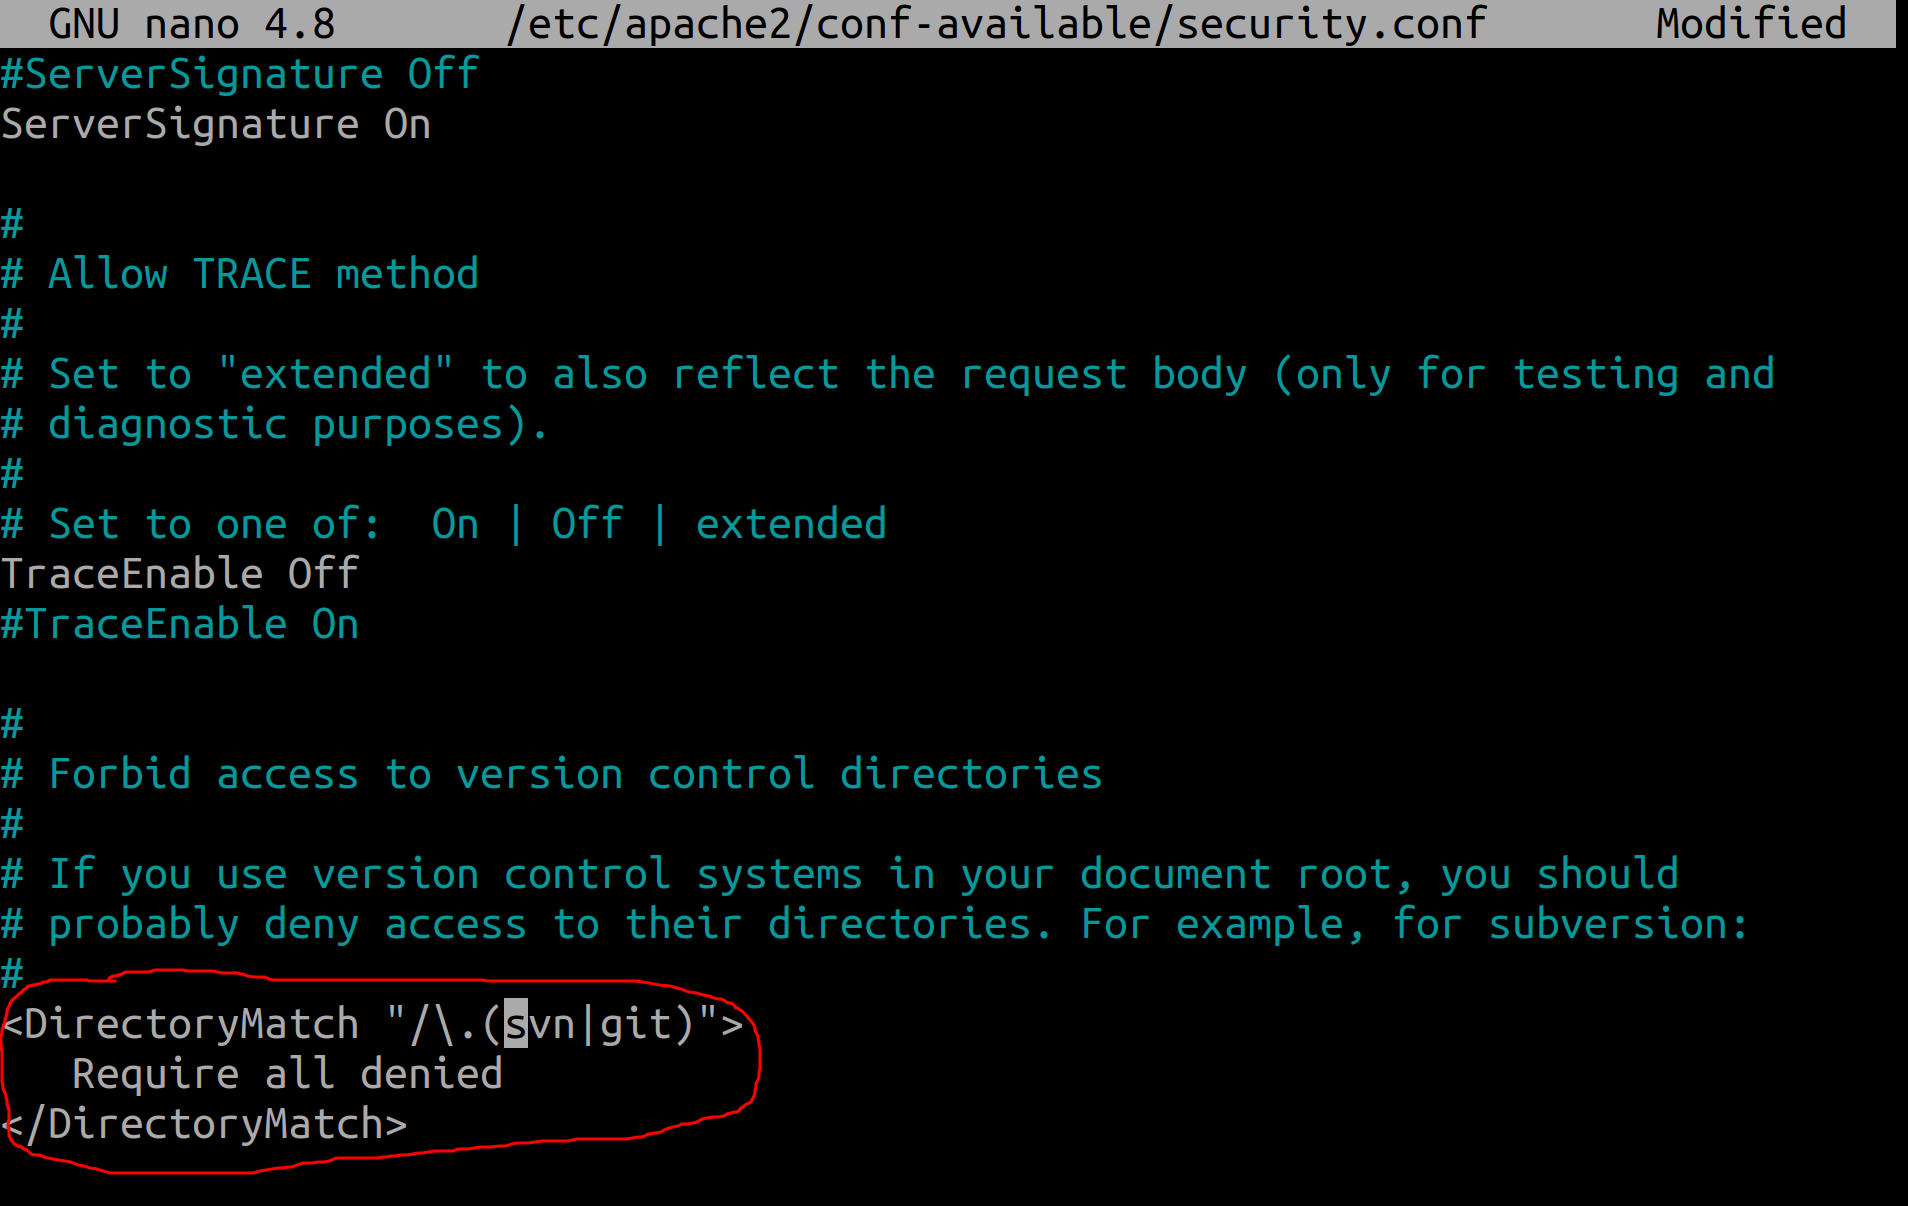 GNU nano 4.8 /etc/apache2/conf-available/security.conf Modified
#ServerSignature Off
ServerSignature On
#
# Allow TRACE method
#
# Set to "extended" to also reflect the request body (only for testing and
# diagnostic purposes).
#
# Set to one of:  On | Off | extended
TraceEnable Off
#TraceEnable On
#
# Forbid access to version control directories
#
# If you use version control systems in your document root, you should
# probably deny access to their directories. For example, for subversion:
#
<DirectoryMatch "/\.(svn|git)">
   Require all denied
</DirectoryMatch>